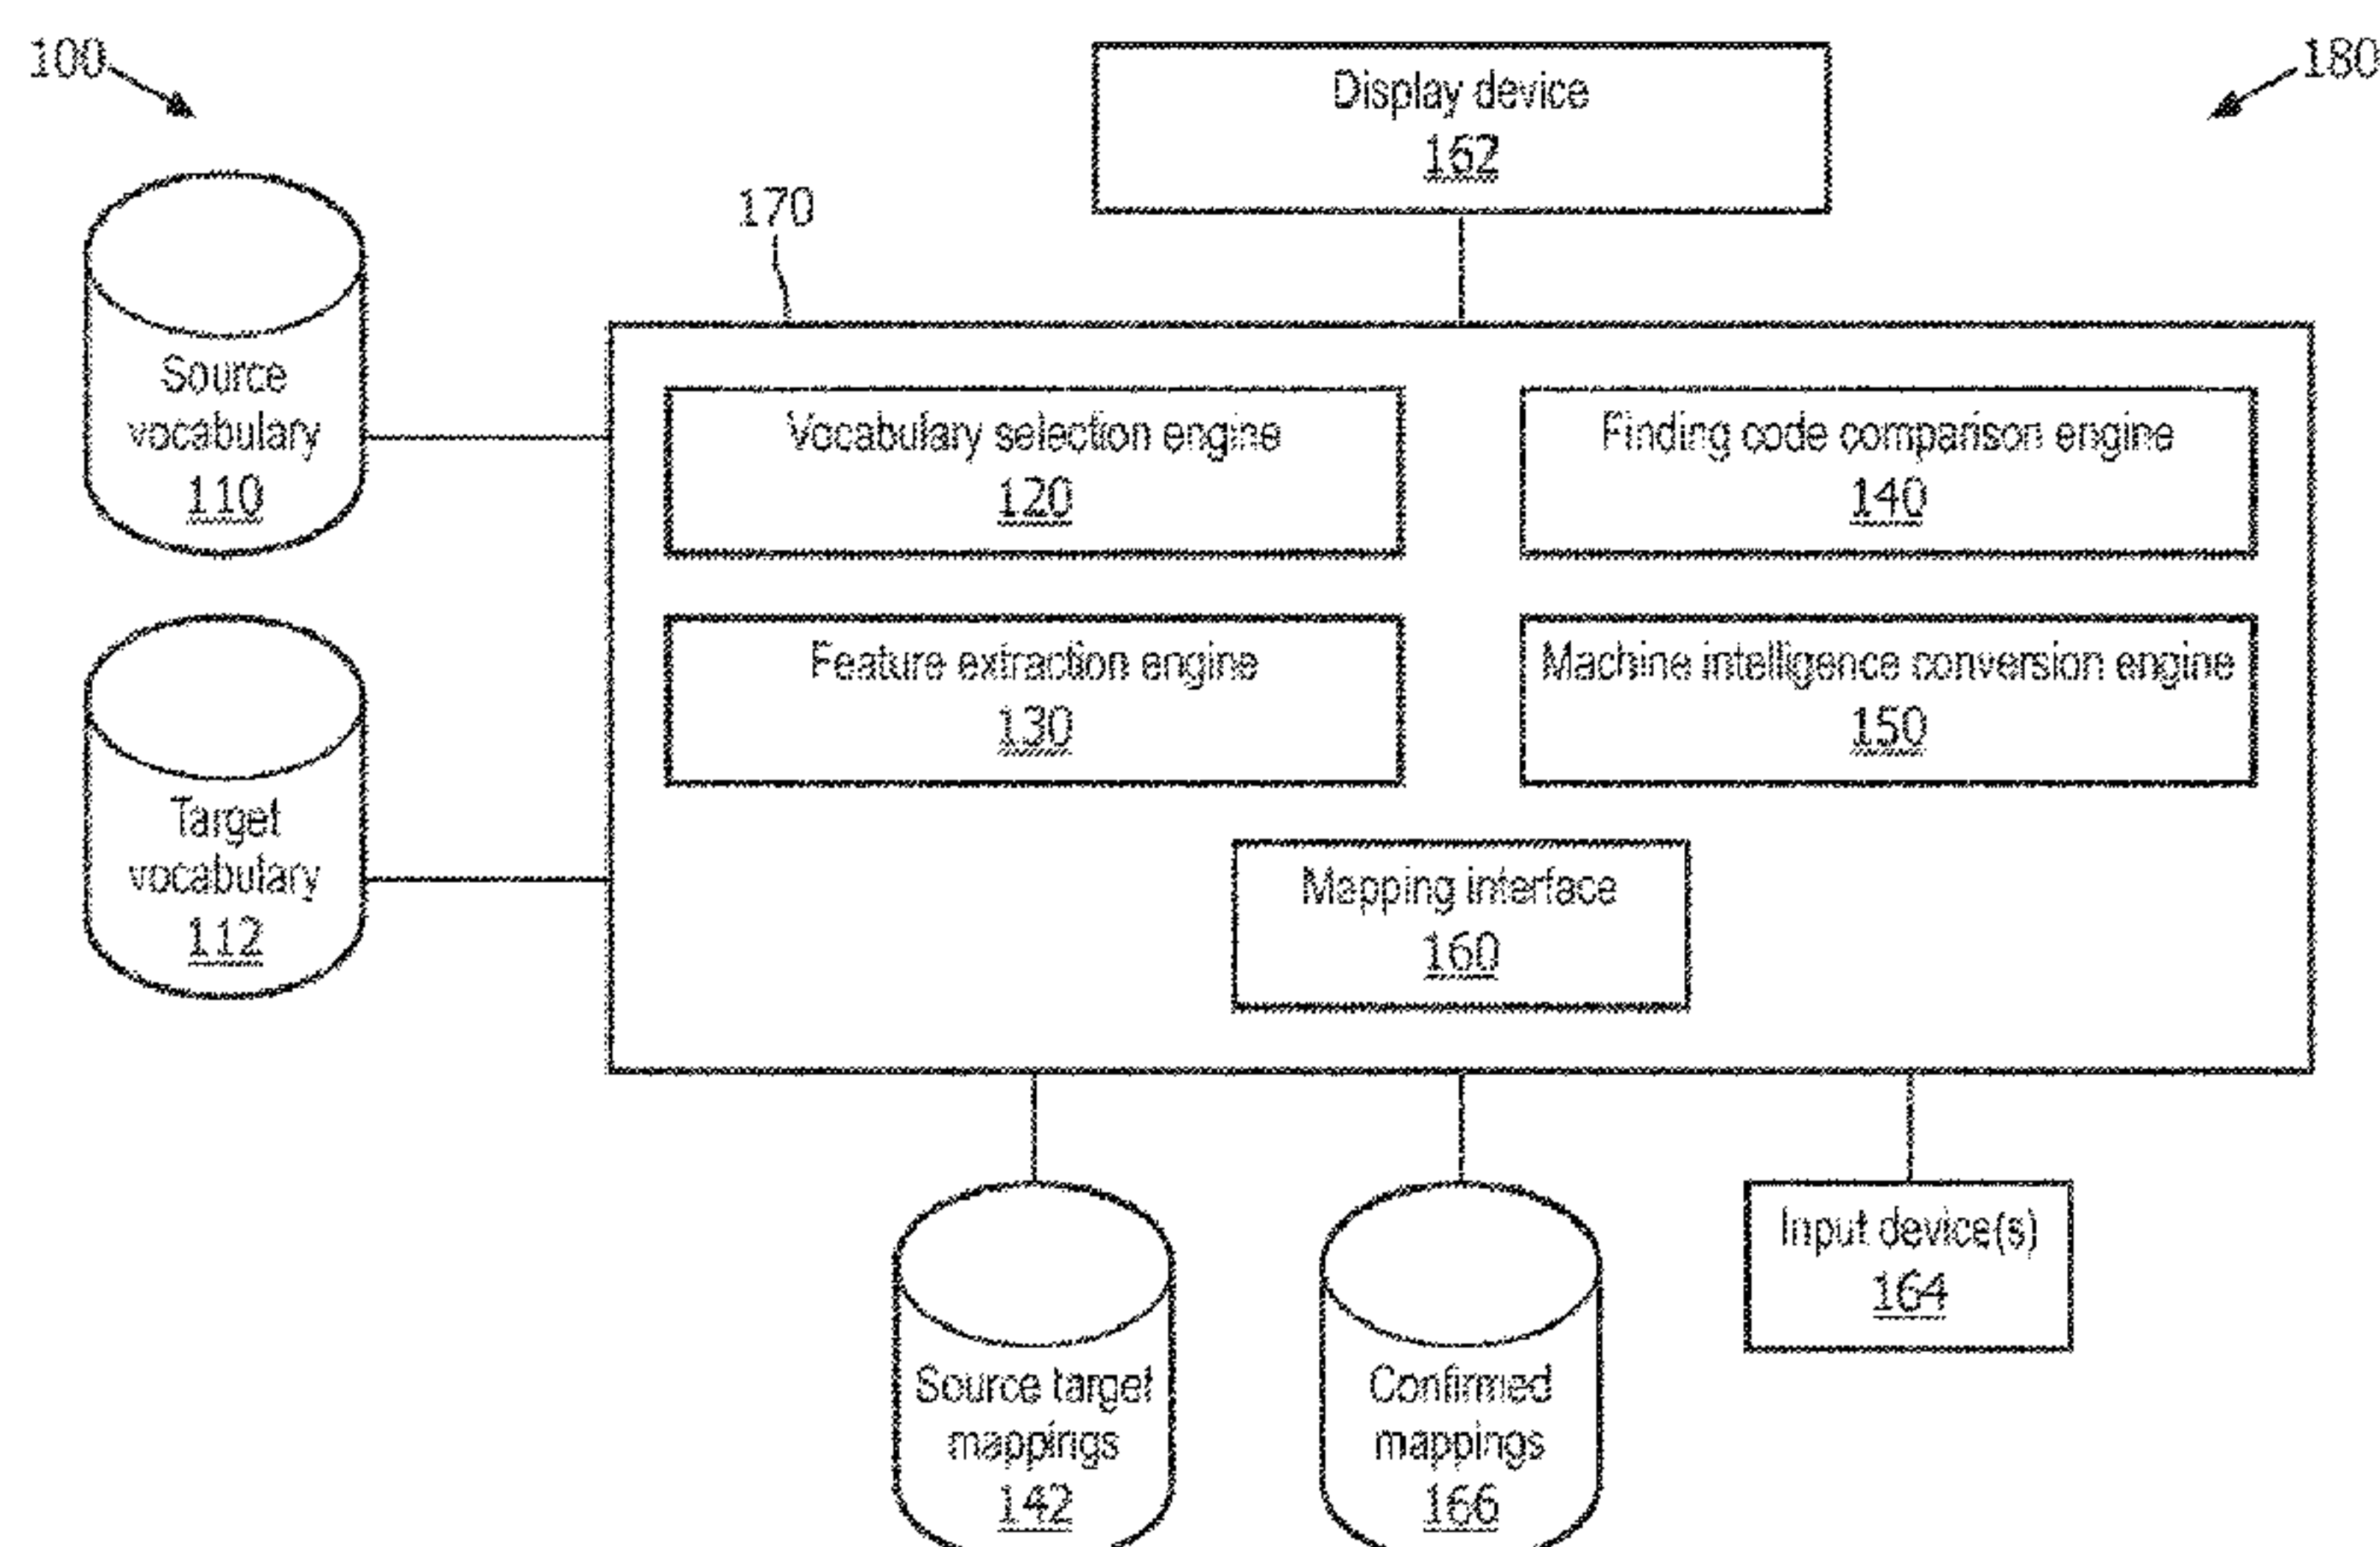 100
180
Display device
162
170
Source
vocabulary
110
Vocabulary selection engine
120
Finding code comparison engine
140
Feature extraction engine
130
Machine intelligence conversion engine
150
Target
vocabulary
112
Mapping interface
160
Input device(s)
164
Source target
mappings
142
Confirmed
mappings
166